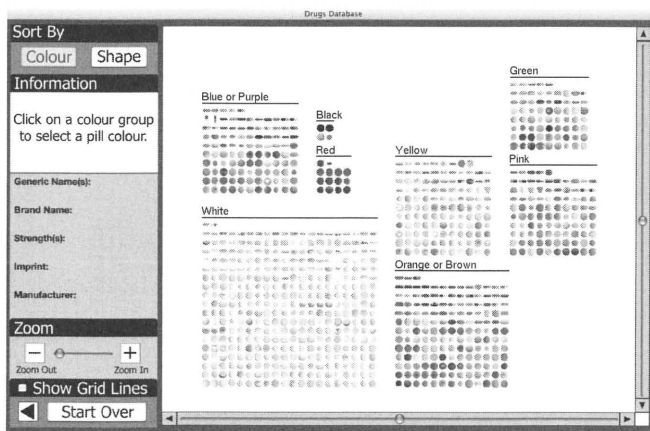 Drugs Database
Sort By
Colour Shape
Information
Click on a colour group
to select a pill colour.
Generic Name(s):
Brand Name:
Strength(s):
Imprint:
Manufacturer:
Zoom
Zoom Out Zoom In
Show Grid Lines
Start Over
Blue or Purple
Black
Red
White
Yellow
Orange or Brown
Green
Pink